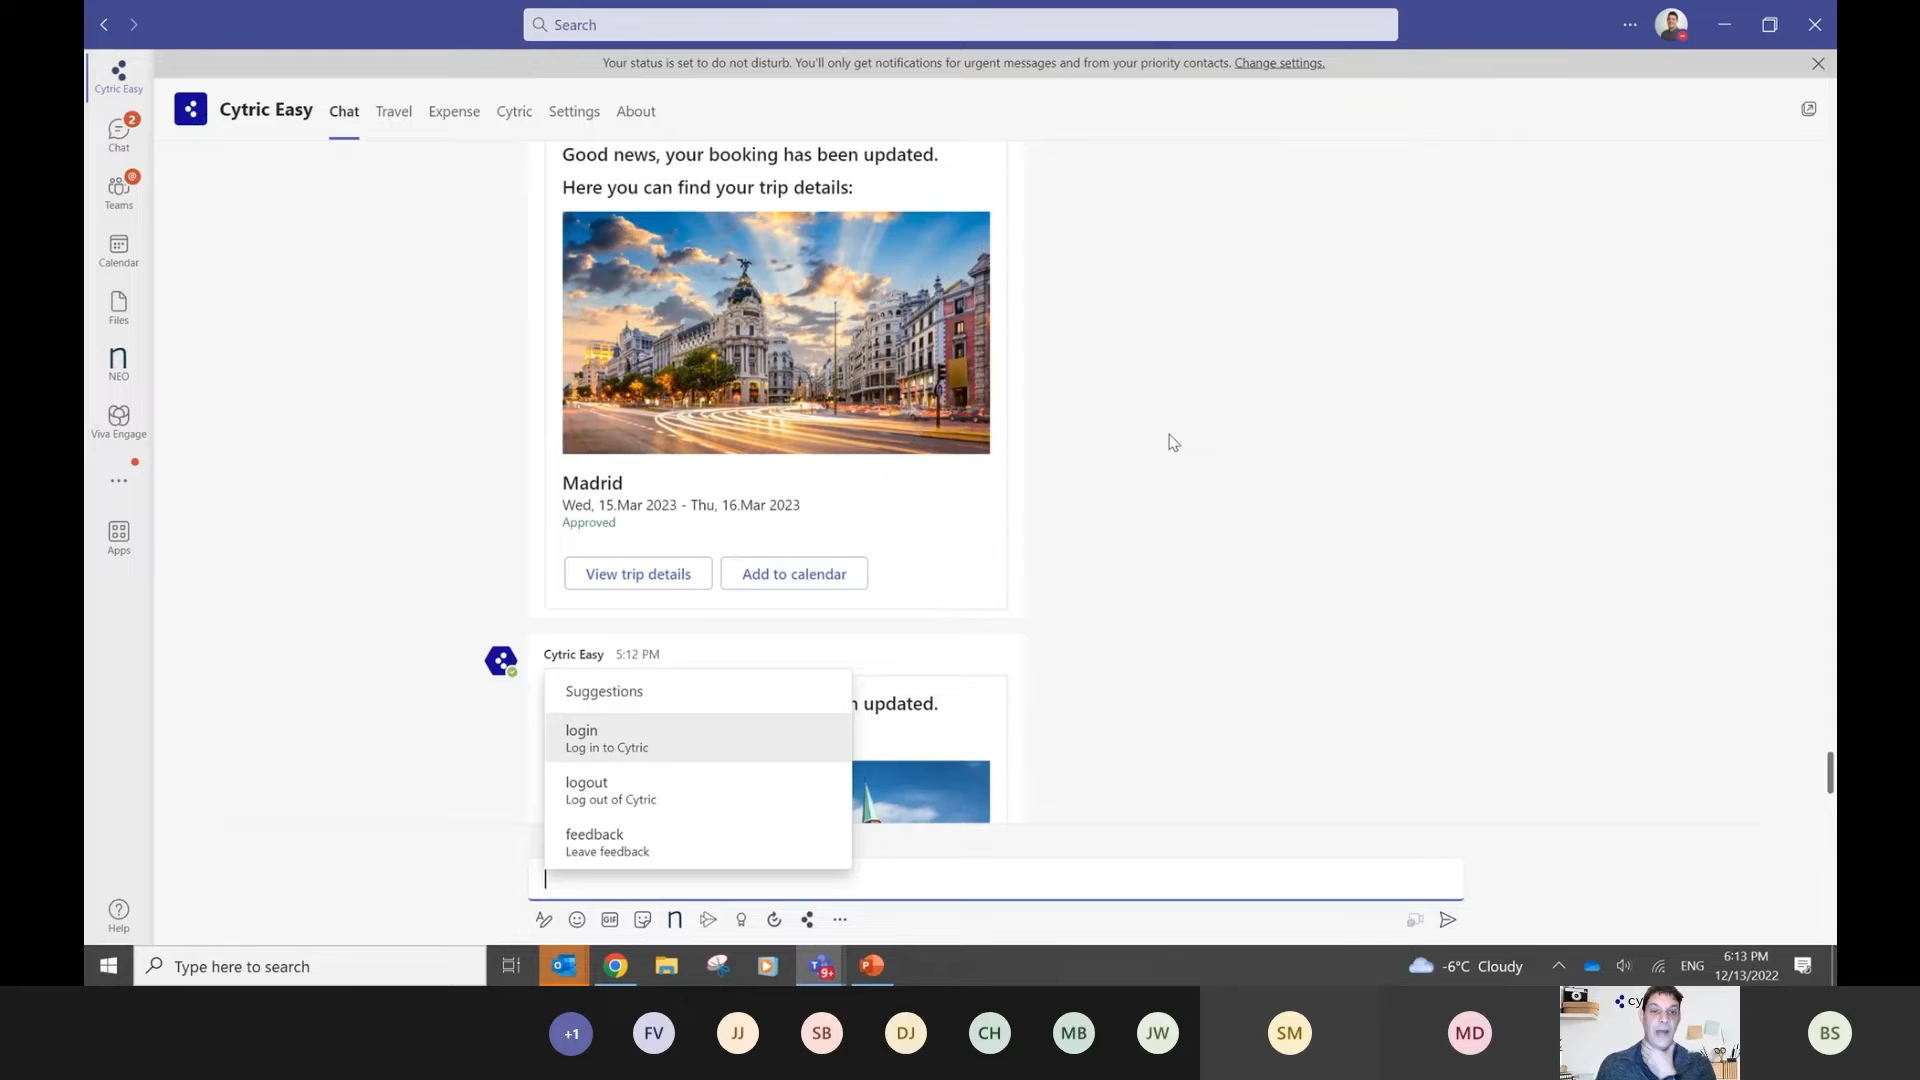 Search
Your status is set to do not disturb. You'll only get notifications for urgent messages and from your priority contacts. Change settings.
Cytric Easy
Chat
2
Teams
Calendar
Files
n
NEO
Viva Engage
Apps
Help
Cytric Easy Chat Travel Expense Cytric Settings About
Good news, your booking has been updated.
Here you can find your trip details:
Madrid
Wed, 15.Mar 2023 - Thu, 16.Mar 2023
Approved
View trip details Add to calendar
Cytric Easy 5:12 PM
n updated.
Suggestions
login
Log in to Cytric
logout
Log out of Cytric
feedback
Leave feedback
GIF n
Type here to search
9+
-6°C Cloudy
ENG
6:13 PM
12/13/2022
+1 FV JJ SB DJ CH MB JW SM MD BS
cy